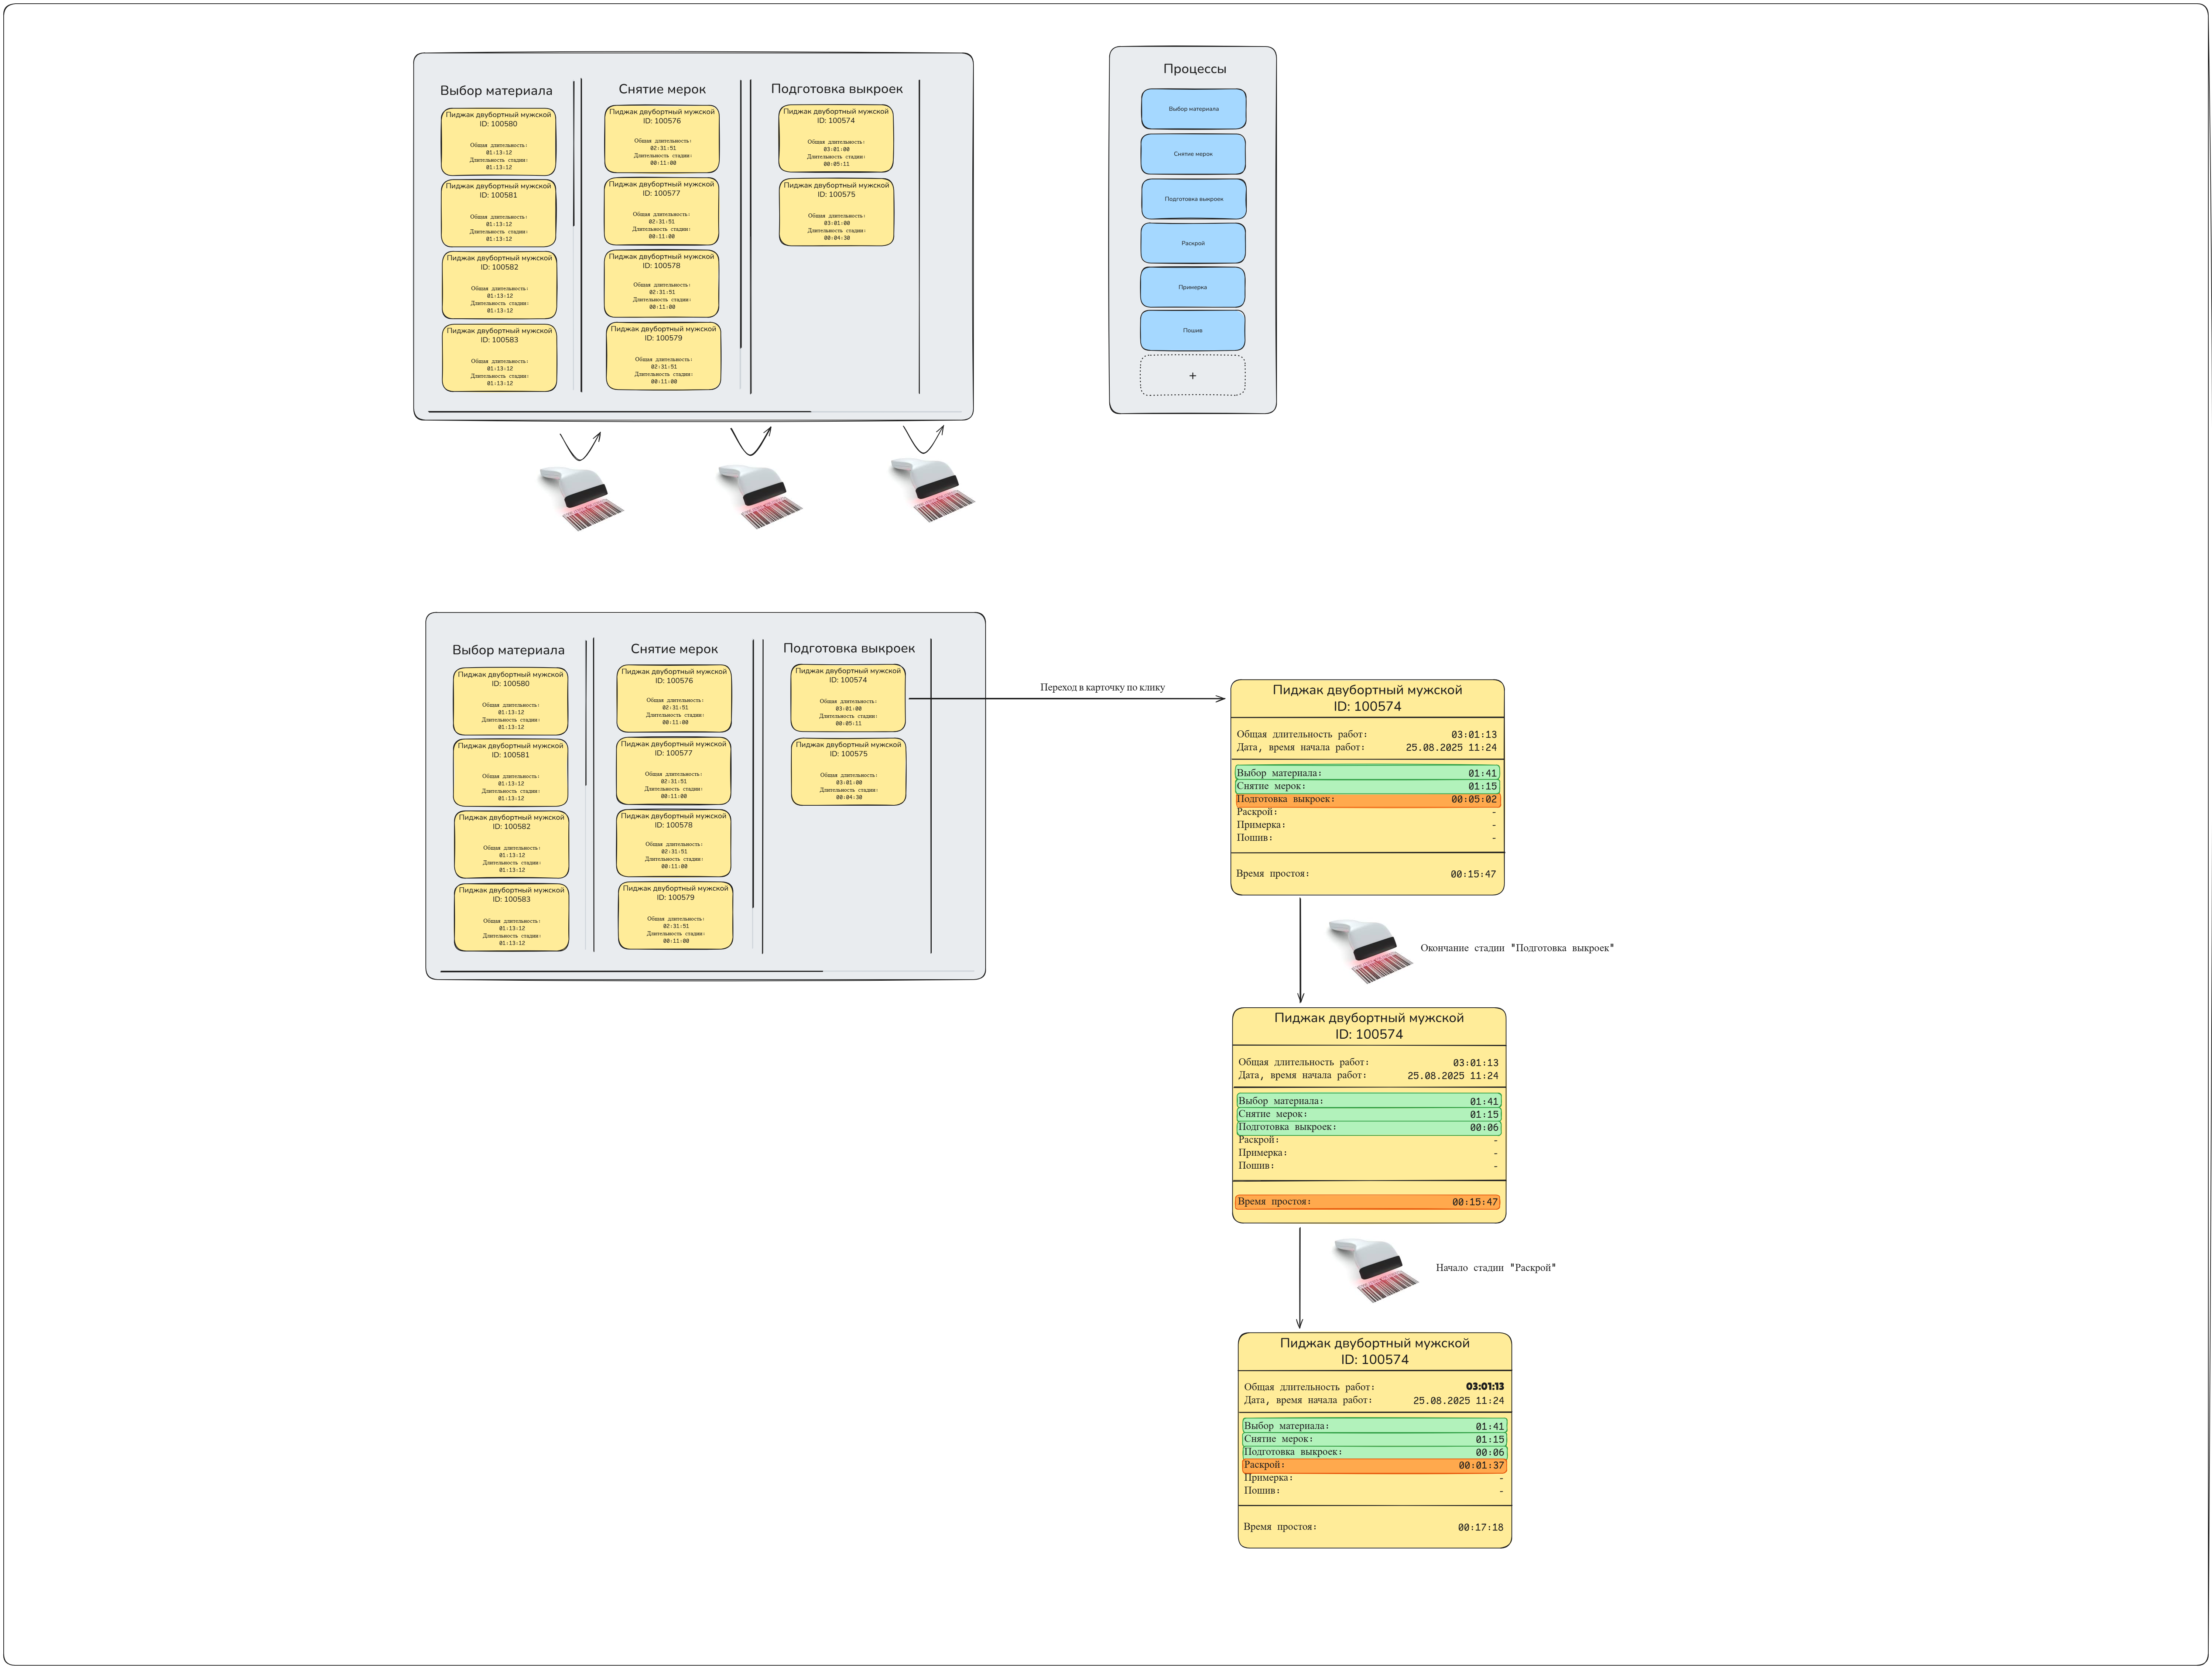 Выбор материала
Пиджак двубортный мужской
ID: 100580
Общая длительность:
01:13:12
Длительность стадии:
01:13:12
Пиджак двубортный мужской
ID: 100581
Общая длительность:
01:13:12
Длительность стадии:
01:13:12
Пиджак двубортный мужской
ID: 100582
Общая длительность:
01:13:12
Длительность стадии:
01:13:12
Пиджак двубортный мужской
ID: 100583
Общая длительность:
01:13:12
Длительность стадии:
01:13:12
Снятие мерок
Пиджак двубортный мужской
ID: 100576
Общая длительность:
02:31:51
Длительность стадии:
00:11:00
Пиджак двубортный мужской
ID: 100577
Общая длительность:
02:31:51
Длительность стадии:
00:11:00
Пиджак двубортный мужской
ID: 100578
Общая длительность:
02:31:51
Длительность стадии:
00:11:00
Пиджак двубортный мужской
ID: 100579
Общая длительность:
02:31:51
Длительность стадии:
00:11:00
Подготовка выкроек
Пиджак двубортный мужской
ID: 100574
Общая длительность:
03:01:00
Длительность стадии:
00:05:11
Пиджак двубортный мужской
ID: 100575
Общая длительность:
03:01:00
Длительность стадии:
00:04:30
Процессы
Выбор материала
Снятие мерок
Подготовка выкроек
Раскрой
Примерка
Пошив
+
Выбор материала
Пиджак двубортный мужской
ID: 100580
Общая длительность:
01:13:12
Длительность стадии:
01:13:12
Пиджак двубортный мужской
ID: 100581
Общая длительность:
01:13:12
Длительность стадии:
01:13:12
Пиджак двубортный мужской
ID: 100582
Общая длительность:
01:13:12
Длительность стадии:
01:13:12
Пиджак двубортный мужской
ID: 100583
Общая длительность:
01:13:12
Длительность стадии:
01:13:12
Снятие мерок
Пиджак двубортный мужской
ID: 100576
Общая длительность:
02:31:51
Длительность стадии:
00:11:00
Пиджак двубортный мужской
ID: 100577
Общая длительность:
02:31:51
Длительность стадии:
00:11:00
Пиджак двубортный мужской
ID: 100578
Общая длительность:
02:31:51
Длительность стадии:
00:11:00
Пиджак двубортный мужской
ID: 100579
Общая длительность:
02:31:51
Длительность стадии:
00:11:00
Подготовка выкроек
Пиджак двубортный мужской
ID: 100574
Общая длительность:
03:01:00
Длительность стадии:
00:05:11
Пиджак двубортный мужской
ID: 100575
Общая длительность:
03:01:00
Длительность стадии:
00:04:30
Переход в карточку по клику
Пиджак двубортный мужской
ID: 100574
Общая длительность работ: 03:01:13
Дата, время начала работ: 25.08.2025 11:24
Выбор материала: 01:41
Снятие мерок: 01:15
Подготовка выкроек: 00:05:02
Раскрой: -
Примерка: -
Пошив: -
Время простоя: 00:15:47
Окончание стадии "Подготовка выкроек"
Пиджак двубортный мужской
ID: 100574
Общая длительность работ: 03:01:13
Дата, время начала работ: 25.08.2025 11:24
Выбор материала: 01:41
Снятие мерок: 01:15
Подготовка выкроек: 00:06
Раскрой: -
Примерка: -
Пошив: -
Время простоя: 00:15:47
Начало стадии "Раскрой"
Пиджак двубортный мужской
ID: 100574
Общая длительность работ: 03:01:13
Дата, время начала работ: 25.08.2025 11:24
Выбор материала: 01:41
Снятие мерок: 01:15
Подготовка выкроек: 00:06
Раскрой: 00:01:37
Примерка: -
Пошив: -
Время простоя: 00:17:18